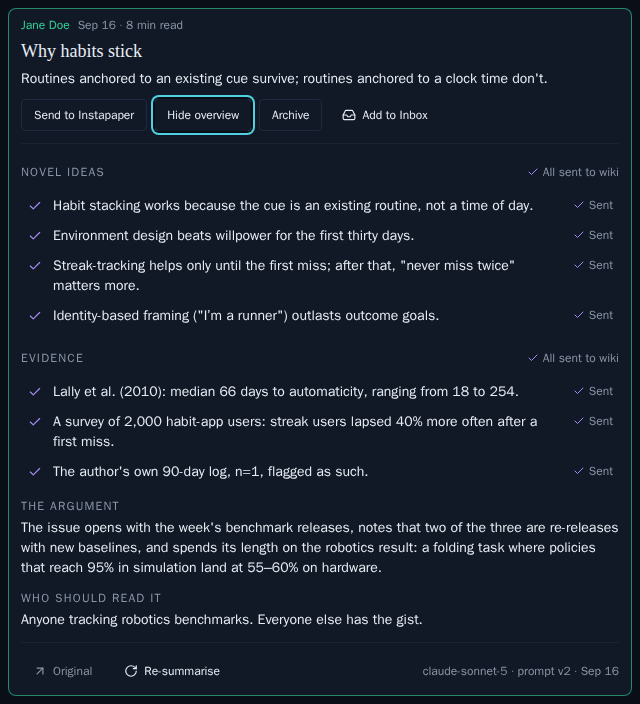 Jane Doe Sep 16 · 8 min read
Why habits stick
Routines anchored to an existing cue survive; routines anchored to a clock time don't.
Send to Instapaper Hide overview Archive Add to Inbox
NOVEL IDEAS All sent to wiki
Habit stacking works because the cue is an existing routine, not a time of day. Sent
Environment design beats willpower for the first thirty days. Sent
Streak-tracking helps only until the first miss; after that, "never miss twice" Sent
matters more.
Identity-based framing ("I'm a runner") outlasts outcome goals. Sent
EVIDENCE All sent to wiki
Lally et al. (2010): median 66 days to automaticity, ranging from 18 to 254. Sent
A survey of 2,000 habit-app users: streak users lapsed 40% more often after a Sent
first miss.
The author's own 90-day log, n=1, flagged as such. Sent
THE ARGUMENT
The issue opens with the week's benchmark releases, notes that two of the three are re-releases
with new baselines, and spends its length on the robotics result: a folding task where policies
that reach 95% in simulation land at 55–60% on hardware.
WHO SHOULD READ IT
Anyone tracking robotics benchmarks. Everyone else has the gist.
Original Re-summarise claude-sonnet-5 · prompt v2 · Sep 16